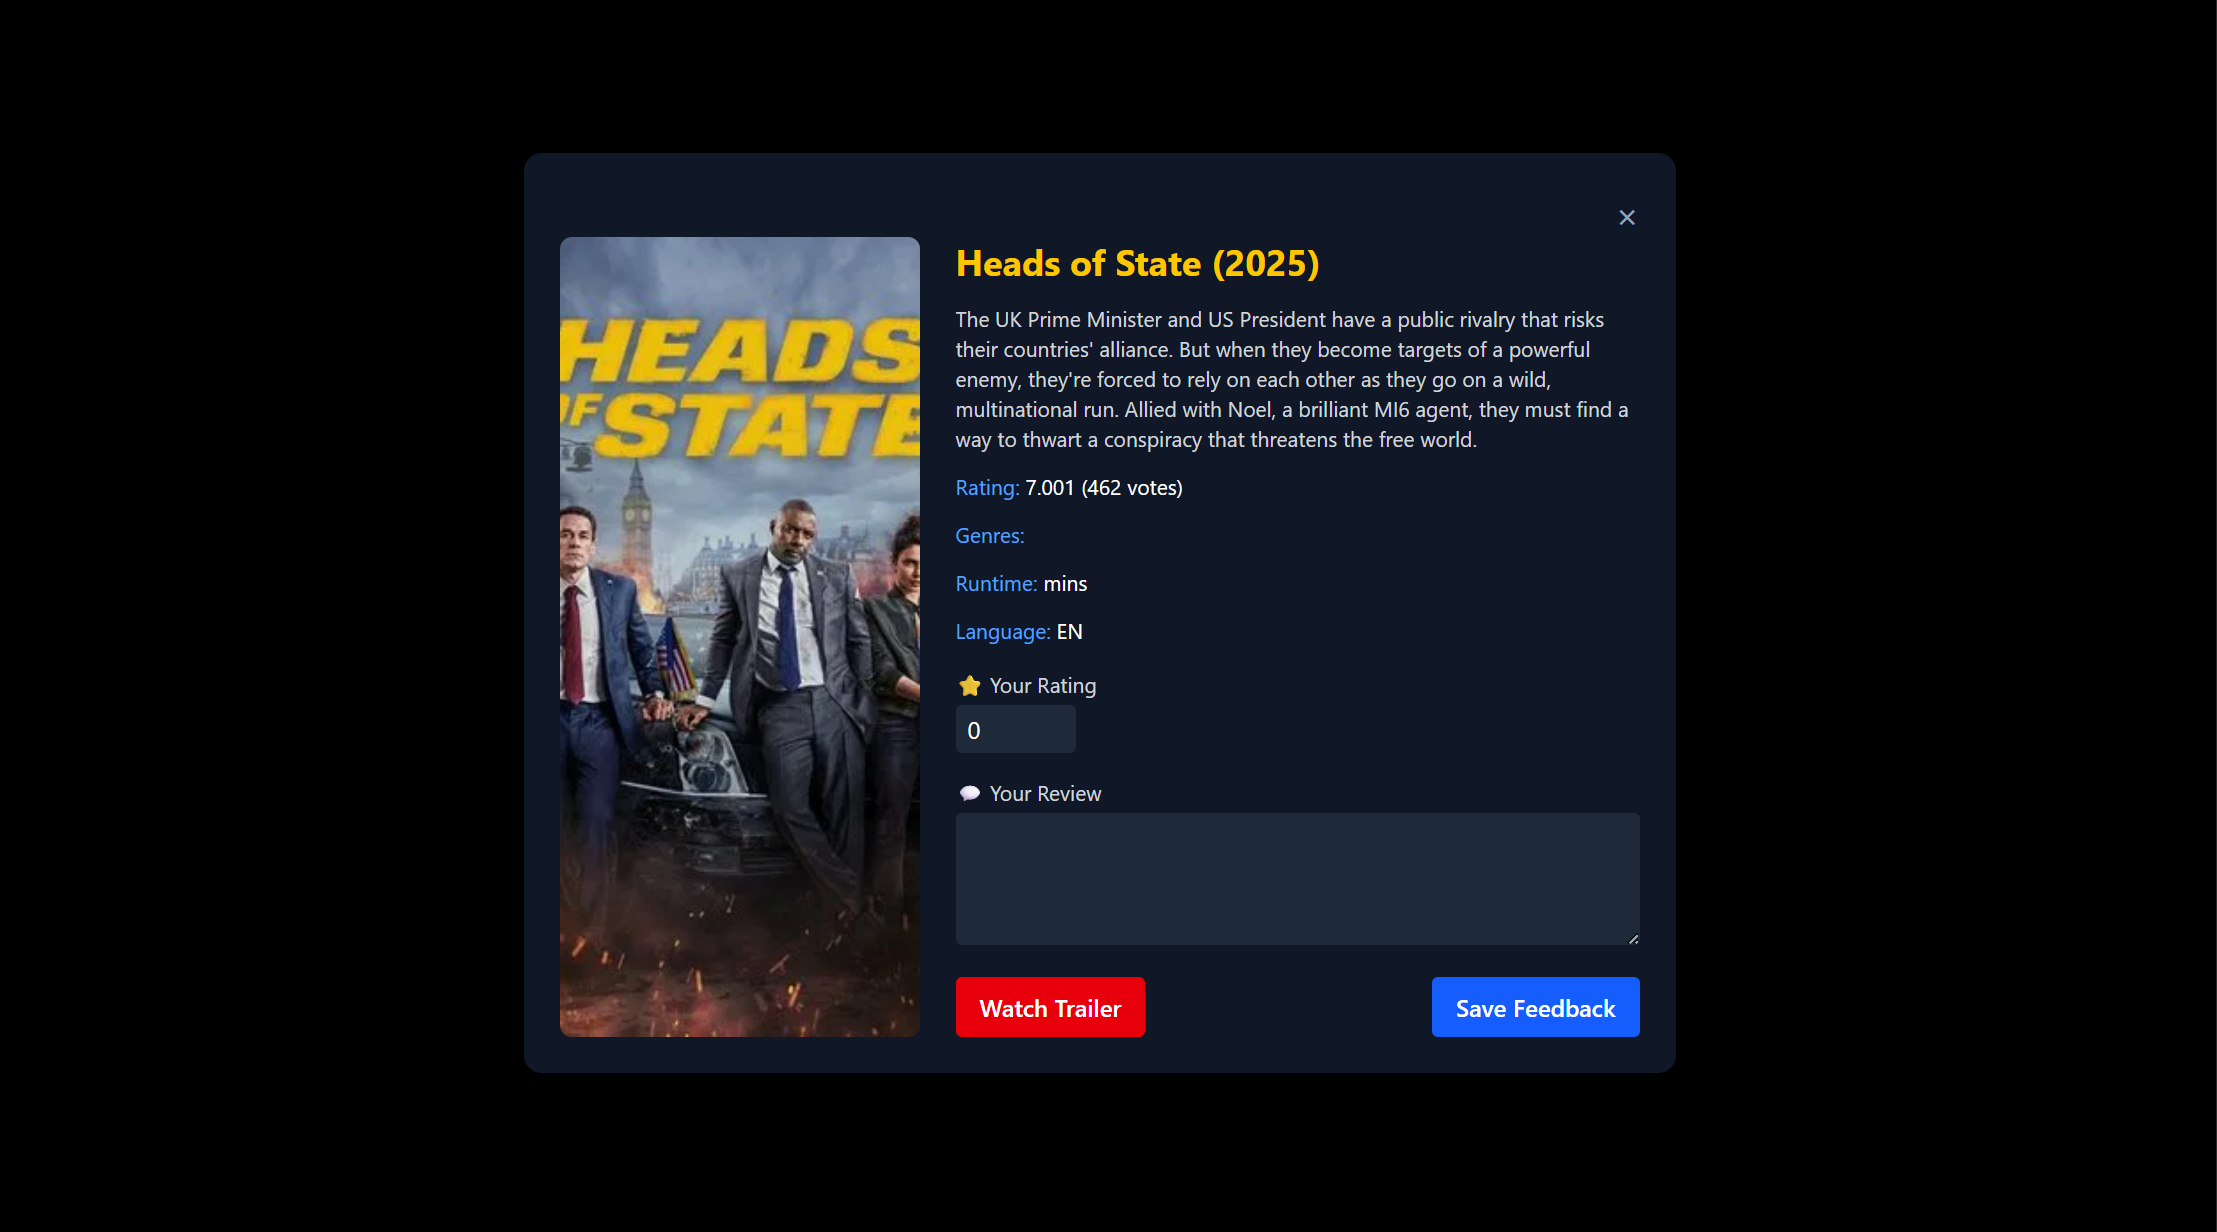 ×
HEADS
OF STATE
Heads of State (2025)
The UK Prime Minister and US President have a public rivalry that risks
their countries' alliance. But when they become targets of a powerful
enemy, they're forced to rely on each other as they go on a wild,
multinational run. Allied with Noel, a brilliant MI6 agent, they must find a
way to thwart a conspiracy that threatens the free world.
Rating: 7.001 (462 votes)
Genres:
Runtime: mins
Language: EN
⭐ Your Rating
0
💬 Your Review
Watch Trailer
Save Feedback